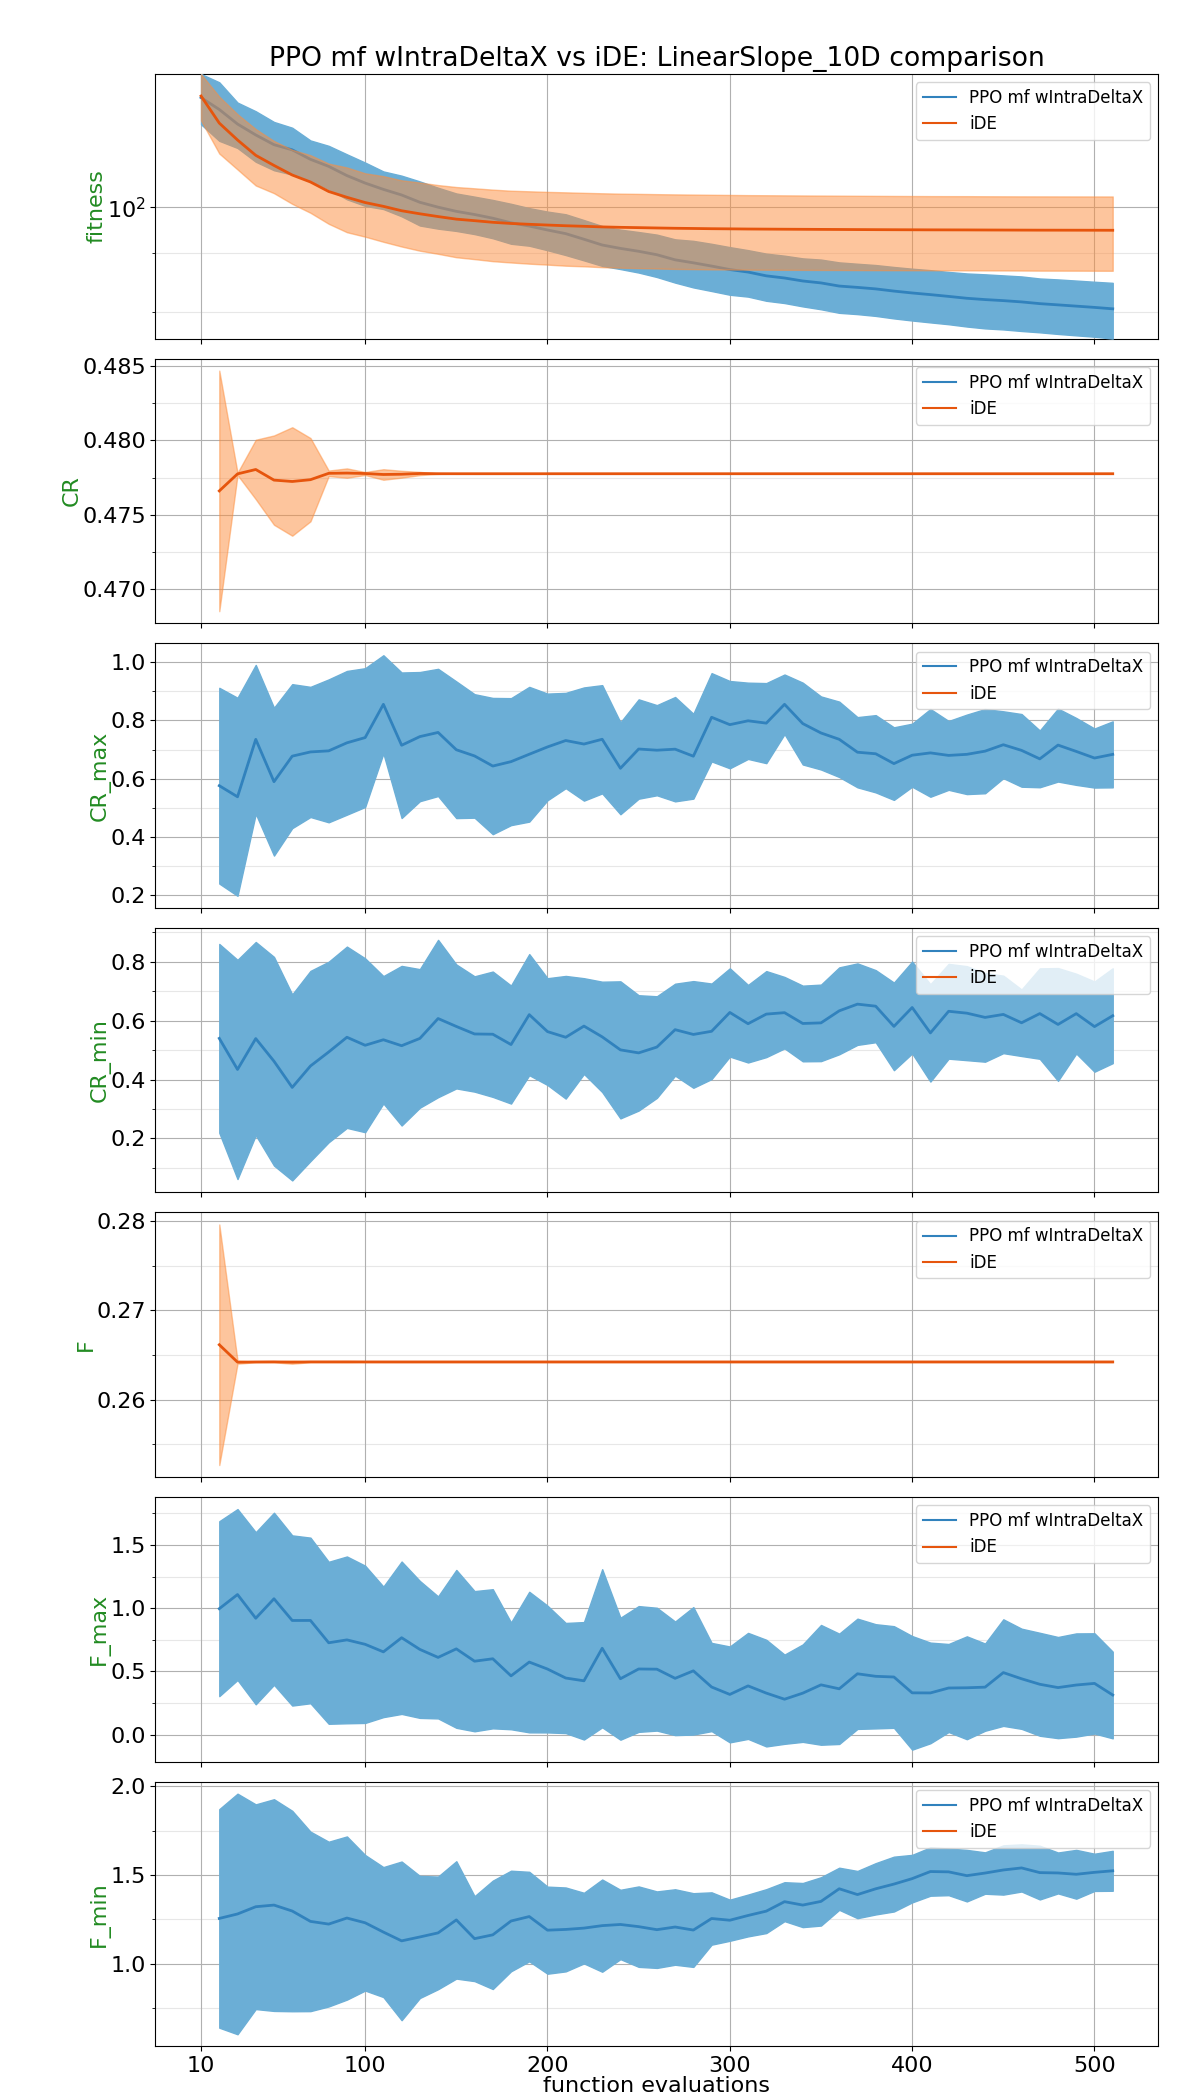 PPO mf wIntraDeltaX vs iDE: LinearSlope_10D comparison
PPO mf wIntraDeltaX
iDE
fitness
10²
0.485
0.480
0.475
0.470
CR
PPO mf wIntraDeltaX
iDE
1.0
0.8
0.6
0.4
0.2
CR_max
PPO mf wIntraDeltaX
iDE
0.8
0.6
0.4
0.2
CR_min
PPO mf wIntraDeltaX
iDE
0.28
0.27
0.26
F
PPO mf wIntraDeltaX
iDE
1.5
1.0
0.5
0.0
F_max
PPO mf wIntraDeltaX
iDE
2.0
1.5
1.0
F_min
PPO mf wIntraDeltaX
iDE
10 100 200 300 400 500
function evaluations